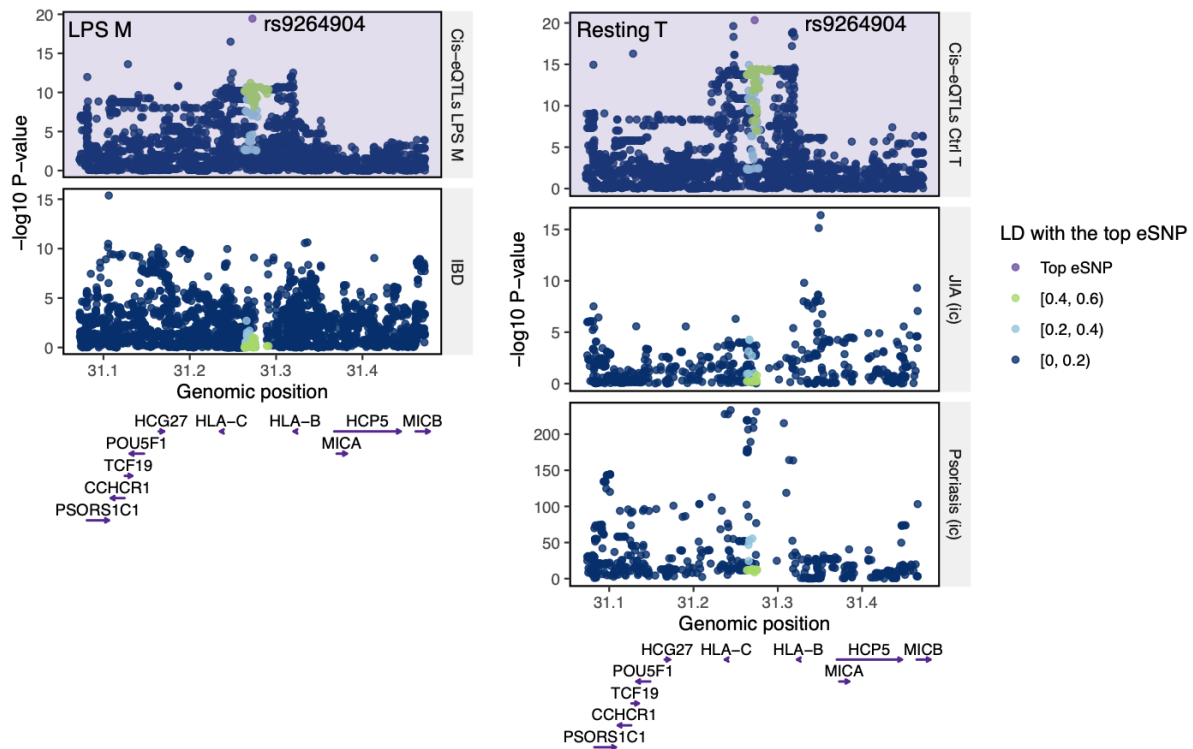 LPS M
rs9264904
20
15
10
5
0
Cis−eQTLs LPS M
15
10
5
0
IBD
−log10 P−value
31.1
31.2
31.3
31.4
Genomic position
HCG27
HLA−C
HLA−B
HCP5
MICB
POU5F1
MICA
TCF19
CCHCR1
PSORS1C1
Resting T
rs9264904
20
15
10
5
0
Cis−eQTLs Ctrl T
15
10
5
0
JIA (ic)
−log10 P−value
200
150
100
50
0
Psoriasis (ic)
31.1
31.2
31.3
31.4
Genomic position
HCG27
HLA−C
HLA−B
HCP5
MICB
POU5F1
MICA
TCF19
CCHCR1
PSORS1C1
LD with the top eSNP
Top eSNP
[0.4, 0.6)
[0.2, 0.4)
[0, 0.2)